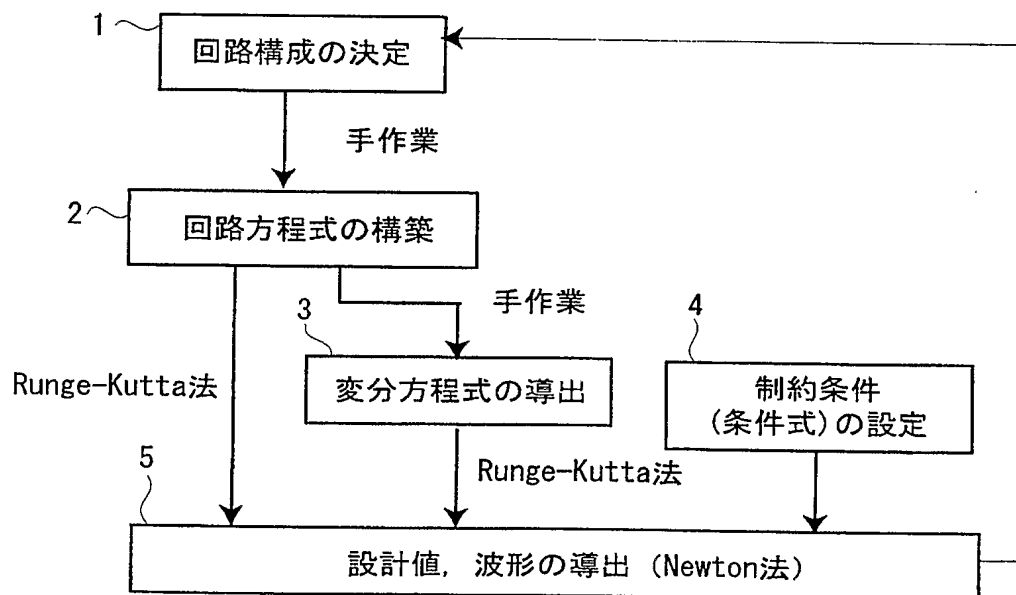 1
回路構成の決定
手作業
2
回路方程式の構築
手作業
3
4
Runge-Kutta法
変分方程式の導出
制約条件
(条件式)の設定
Runge-Kutta法
5
設計値, 波形の導出 (Newton法)